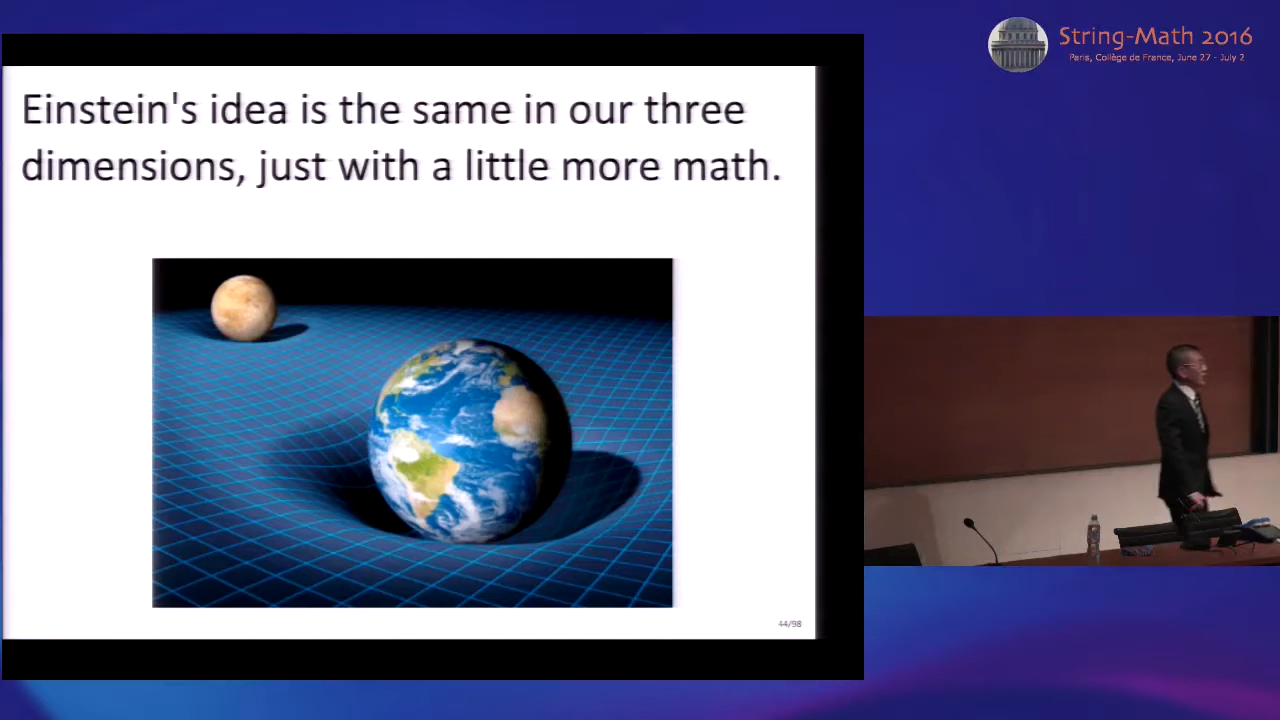 String-Math 2016
Paris, Collège de France, June 27 - July 2
Einstein's idea is the same in our three
dimensions, just with a little more math.
44/98